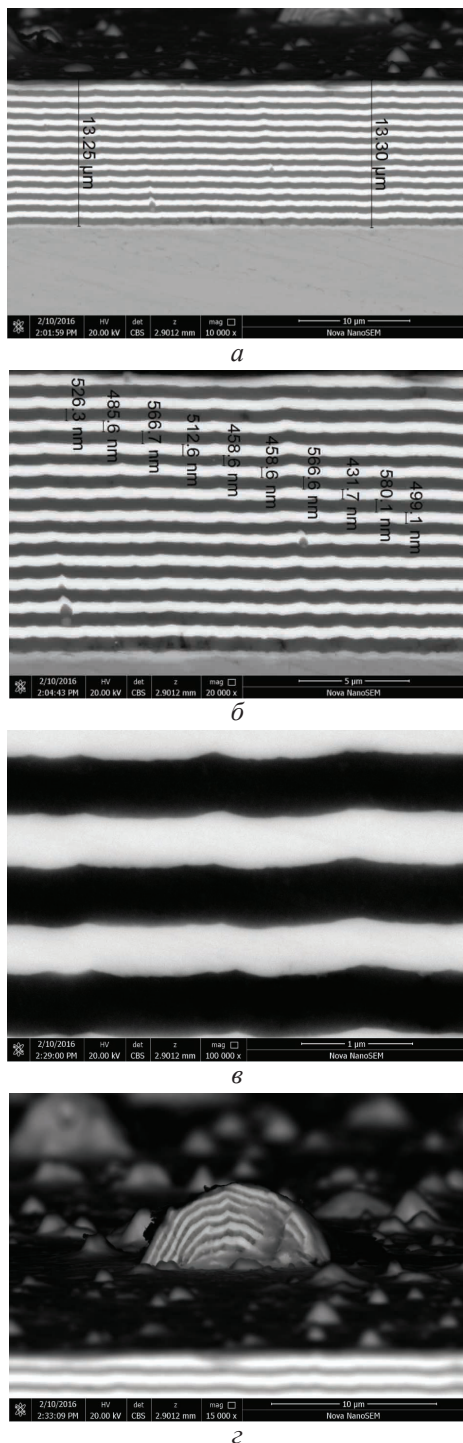 13.25 µm
13.30 µm
2/10/2016 HV det z mag □ 10 µm
2:01:59 PM 20.00 kV CBS 2.9012 mm 10 000 x Nova NanoSEM
а
526.3 nm
485.6 nm
566.7 nm
512.6 nm
458.6 nm
458.6 nm
566.6 nm
431.7 nm
580.1 nm
499.1 nm
2/10/2016 HV det z mag □ 5 µm
2:04:43 PM 20.00 kV CBS 2.9012 mm 20 000 x Nova NanoSEM
б
2/10/2016 HV det z mag □ 1 µm
2:29:00 PM 20.00 kV CBS 2.9012 mm 100 000 x Nova NanoSEM
в
2/10/2016 HV det z mag □ 10 µm
2:33:09 PM 20.00 kV CBS 2.9012 mm 15 000 x Nova NanoSEM
г